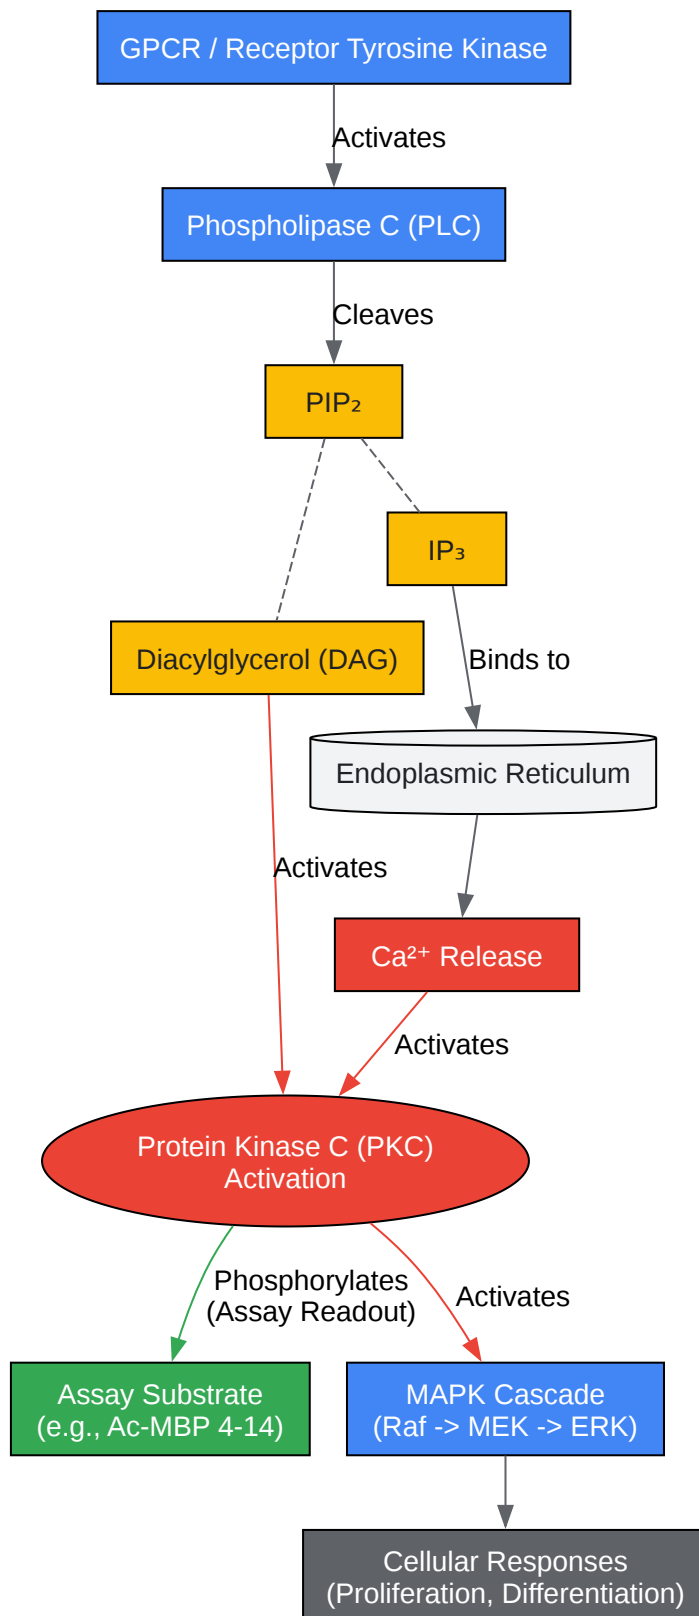 GPCR / Receptor Tyrosine Kinase
Activates
Phospholipase C (PLC)
Cleaves
PIP₂
IP₃
Diacylglycerol (DAG)
Binds to
Endoplasmic Reticulum
Activates
Ca²⁺ Release
Activates
Protein Kinase C (PKC)
Activation
Phosphorylates
(Assay Readout)
Activates
Assay Substrate
(e.g., Ac-MBP 4-14)
MAPK Cascade
(Raf -> MEK -> ERK)
Cellular Responses
(Proliferation, Differentiation)